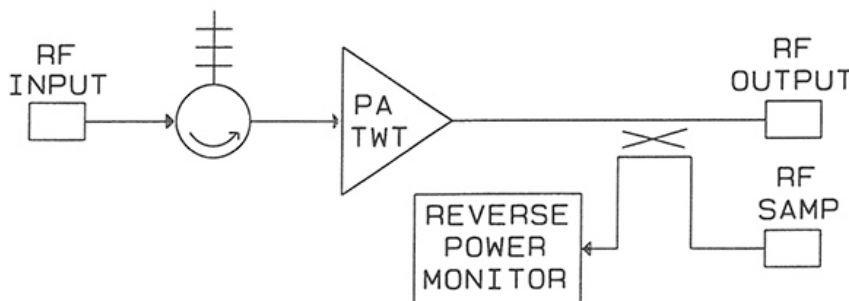 RF
INPUT
PA
TWT
RF
OUTPUT
RF
SAMP
REVERSE
POWER
MONITOR